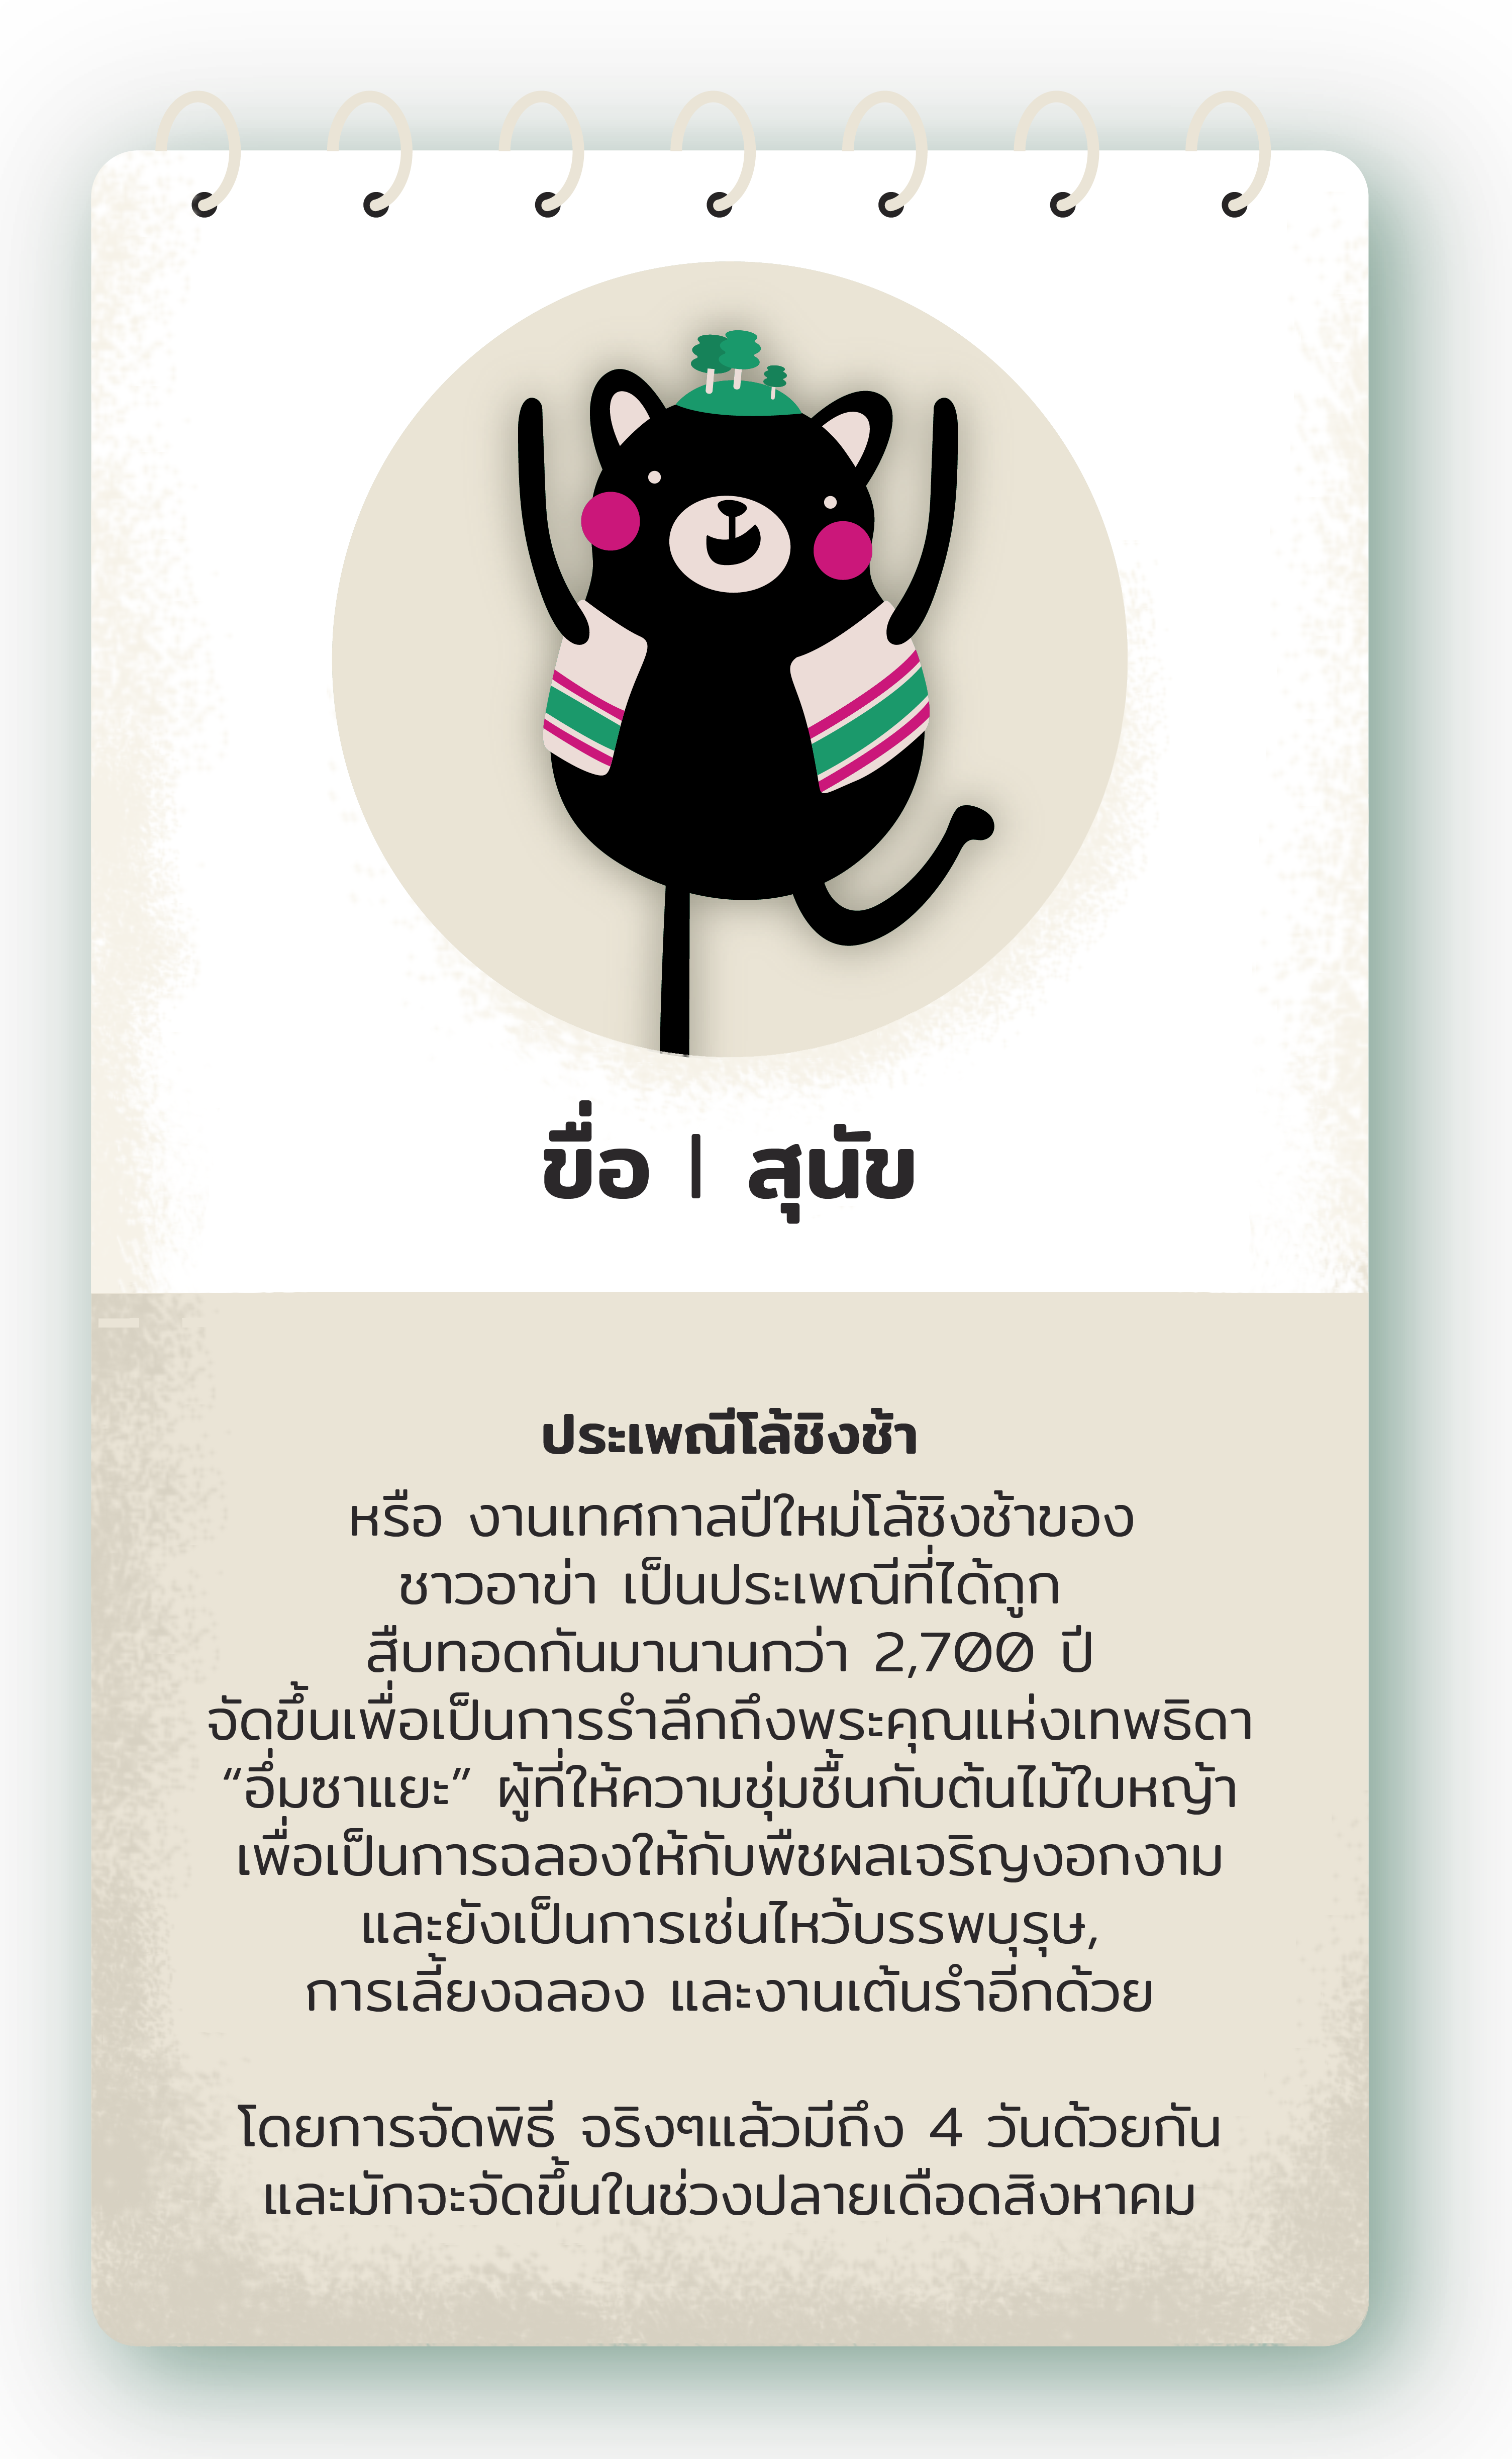 ขื่อ | สุนัข
ประเพณีโล้ชิงช้า
หรือ งานเทศกาลปีใหม่โล้ชิงช้าของ
ชาวอาข่า เป็นประเพณีที่ได้ถูก
สืบทอดกันมานานกว่า 2,700 ปี
จัดขึ้นเพื่อเป็นการรำลึกถึงพระคุณแห่งเทพธิดา
“อึ่มซาแยะ” ผู้ที่ให้ความชุ่มชื้นกับต้นไม้ใบหญ้า
เพื่อเป็นการฉลองให้กับพืชผลเจริญงอกงาม
และยังเป็นการเซ่นไหว้บรรพบุรุษ,
การเลี้ยงฉลอง และงานเต้นรำอีกด้วย
โดยการจัดพิธี จริงๆแล้วมีถึง 4 วันด้วยกัน
และมักจะจัดขึ้นในช่วงปลายเดือดสิงหาคม